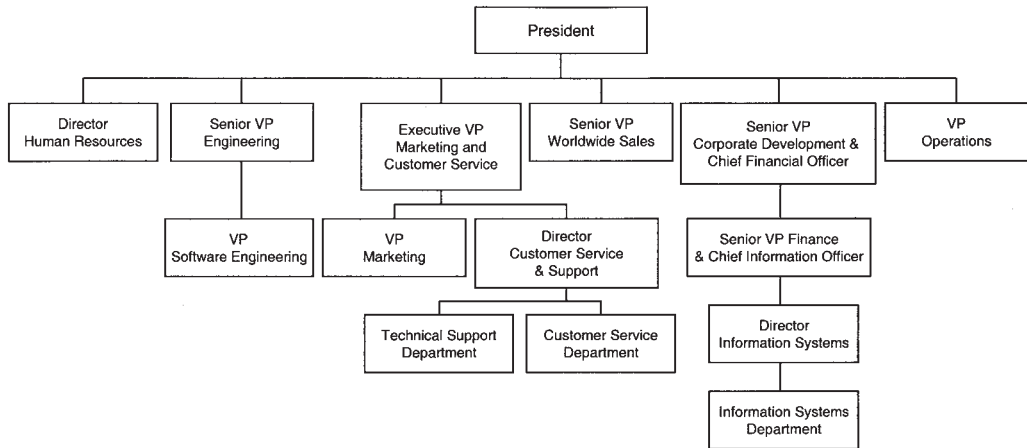 President
Director
Human Resources
Senior VP
Engineering
Executive VP
Marketing and
Customer Service
Senior VP
Worldwide Sales
Senior VP
Corporate Development &
Chief Financial Officer
VP
Operations
VP
Software Engineering
VP
Marketing
Director
Customer Service
& Support
Senior VP Finance
& Chief Information Officer
Technical Support
Department
Customer Service
Department
Director
Information Systems
Information Systems
Department